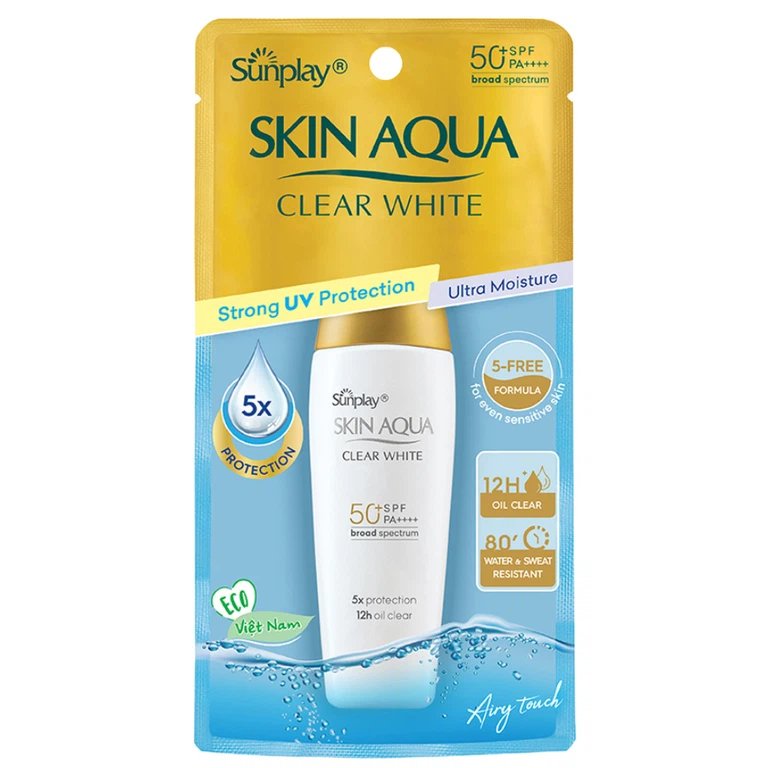 Sunplay®
50+ SPF
PA++++
broad spectrum
SKIN AQUA
CLEAR WHITE
Strong UV Protection
Ultra Moisture
5x
PROTECTION
5-FREE
FORMULA
for even sensitive skin
12H
OIL CLEAR
80'
WATER & SWEAT
RESISTANT
Sunplay®
SKIN AQUA
CLEAR WHITE
50+ SPF
PA++++
broad spectrum
5x protection
12h oil clear
ECO
Việt Nam
Airy touch